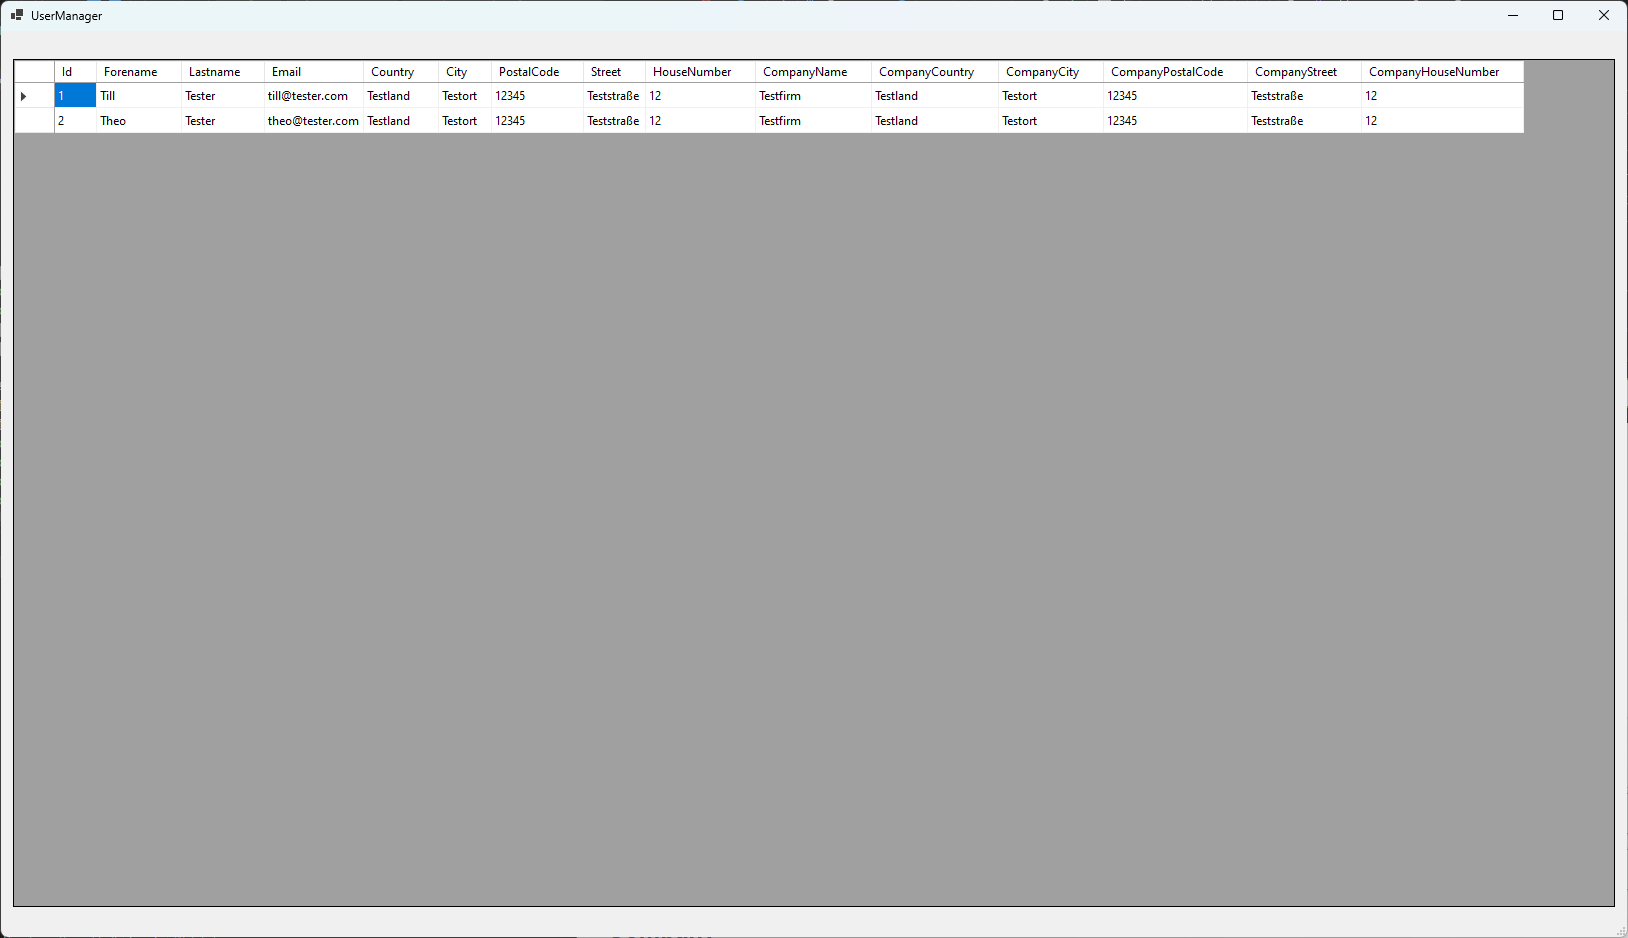 UserManager
Id Forename Lastname Email Country City PostalCode Street HouseNumber CompanyName CompanyCountry CompanyCity CompanyPostalCode CompanyStreet CompanyHouseNumber
1 Till Tester till@tester.com Testland Testort 12345 Teststraße 12 Testfirm Testland Testort 12345 Teststraße 12
2 Theo Tester theo@tester.com Testland Testort 12345 Teststraße 12 Testfirm Testland Testort 12345 Teststraße 12